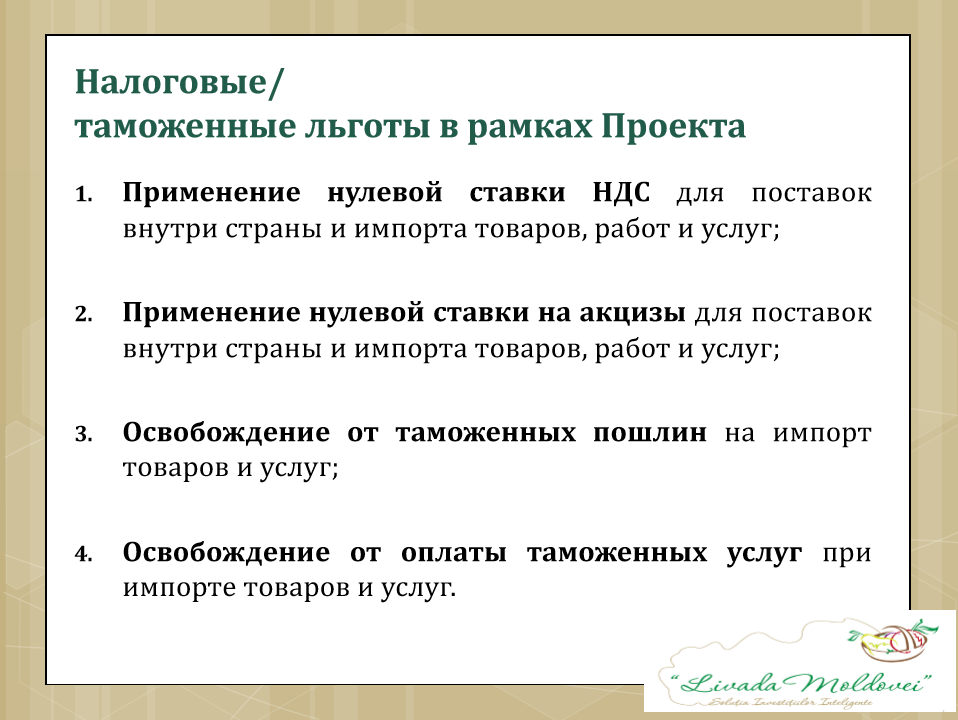 Налоговые/
таможенные льготы в рамках Проекта
1. Применение нулевой ставки НДС для поставок
внутри страны и импорта товаров, работ и услуг;
2. Применение нулевой ставки на акцизы для поставок
внутри страны и импорта товаров, работ и услуг;
3. Освобождение от таможенных пошлин на импорт
товаров и услуг;
4. Освобождение от оплаты таможенных услуг при
импорте товаров и услуг.
“Livada Moldovei”
Soluția Investițiilor Inteligente